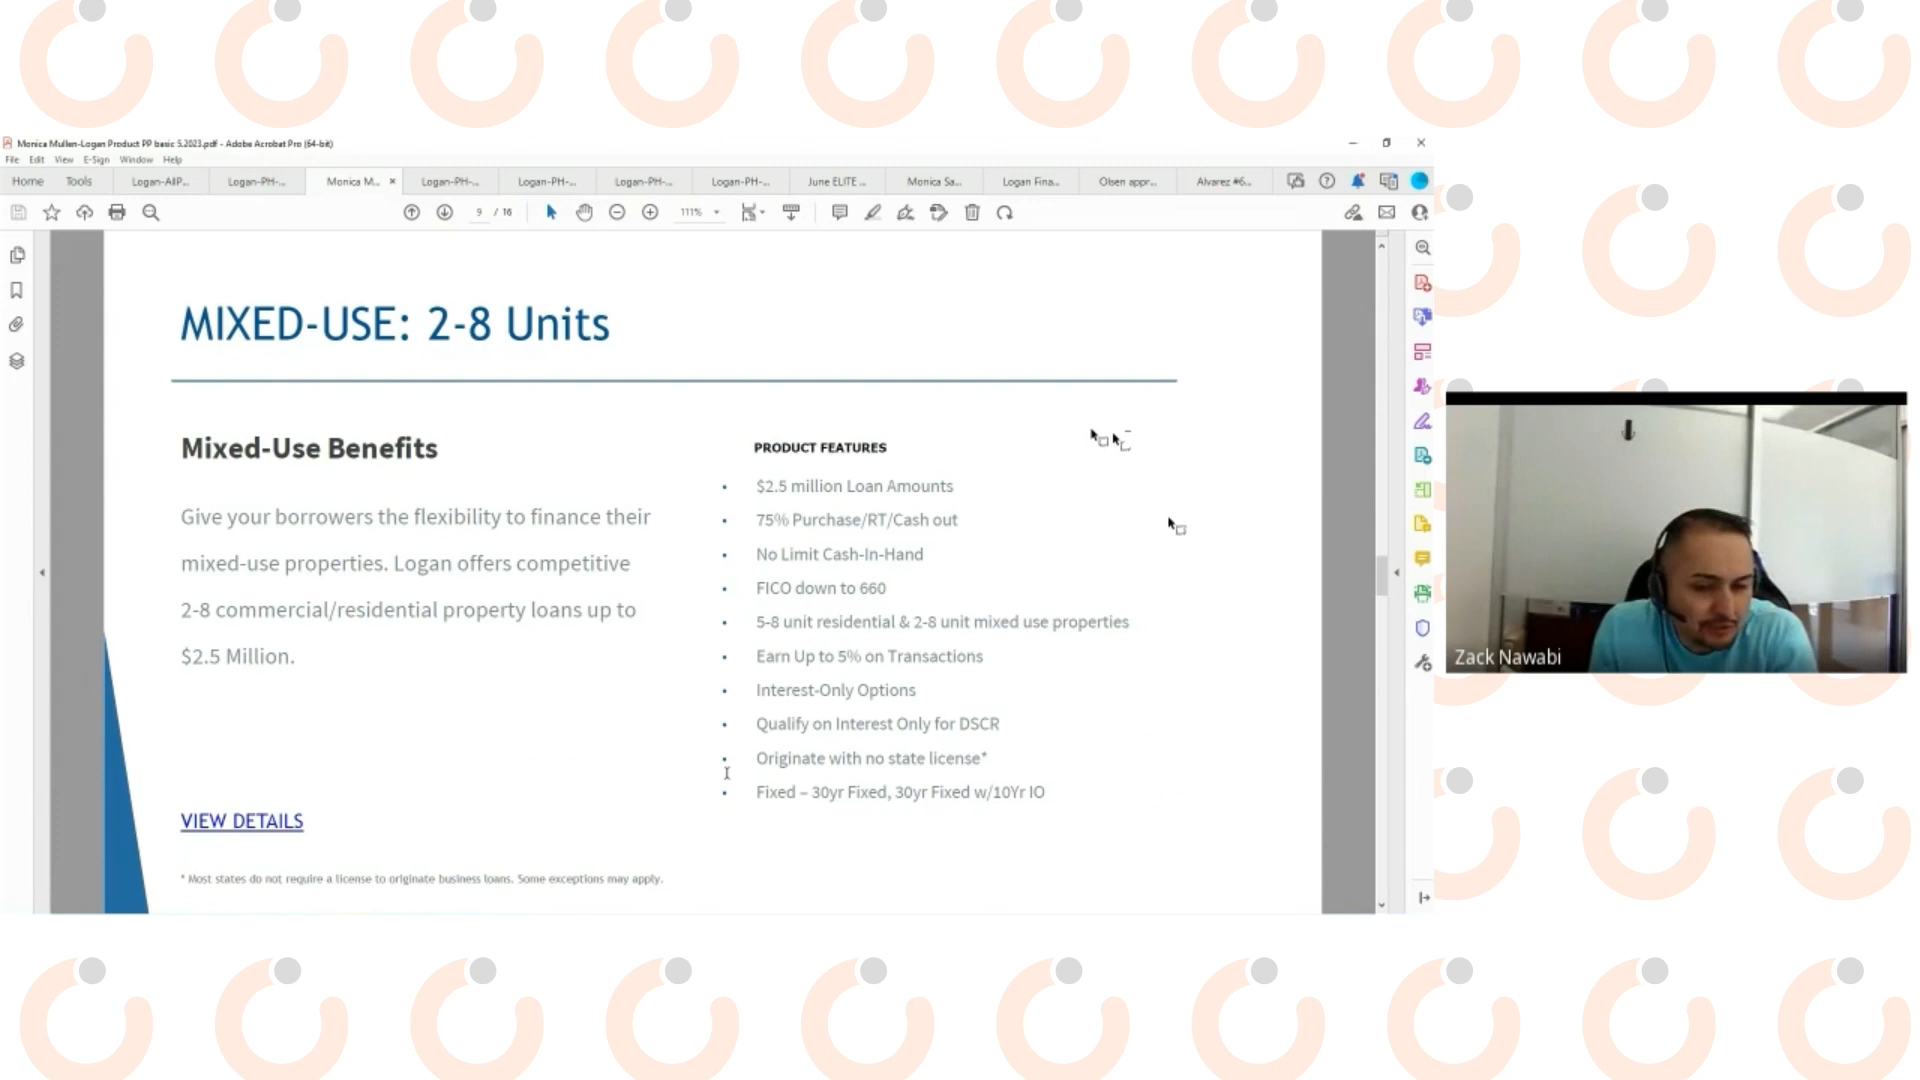 Monica Mullen-Logan Product PP basic 5.2023.pdf - Adobe Acrobat Pro (64-bit)
File Edit View E-Sign Window Help
Home Tools Logan-AllP... Logan-PH-... Monica M... × Logan-PH-... Logan-PH-... Logan-PH-... Logan-PH-... June ELITE ... Monica Sa... Logan Fina... Olsen appr... Alvarez #6...
9 / 16 111%
MIXED-USE: 2-8 Units
Mixed-Use Benefits
Give your borrowers the flexibility to finance their
mixed-use properties. Logan offers competitive
2-8 commercial/residential property loans up to
$2.5 Million.
VIEW DETAILS
* Most states do not require a license to originate business loans. Some exceptions may apply.
PRODUCT FEATURES
• $2.5 million Loan Amounts
• 75% Purchase/RT/Cash out
• No Limit Cash-In-Hand
• FICO down to 660
• 5-8 unit residential & 2-8 unit mixed use properties
• Earn Up to 5% on Transactions
• Interest-Only Options
• Qualify on Interest Only for DSCR
• Originate with no state license*
• Fixed – 30yr Fixed, 30yr Fixed w/10Yr IO
Zack Nawabi